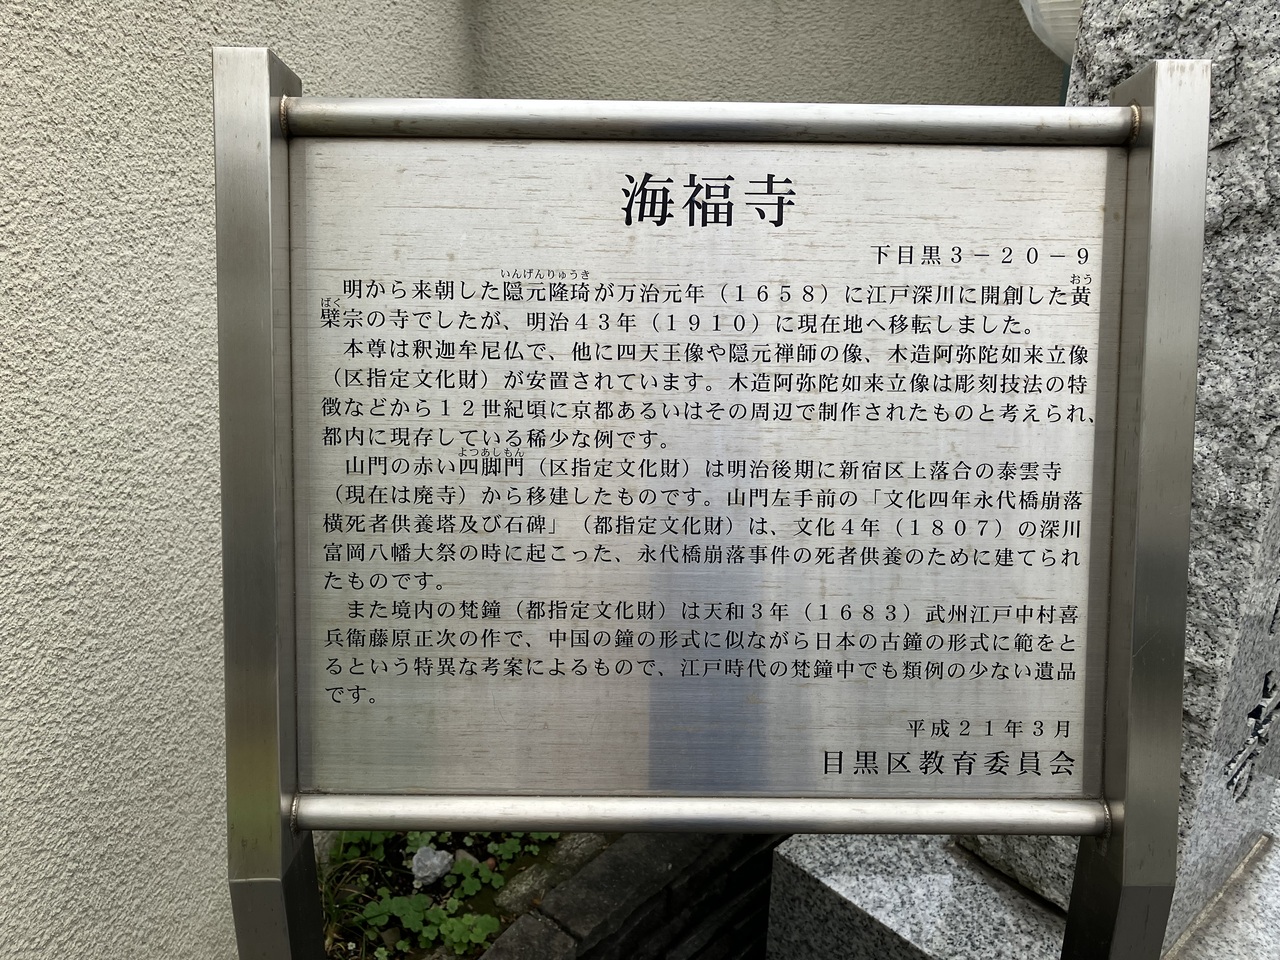 海福寺
下目黒３－２０－９
いんげんりゅうき
おう
明から来朝した隠元隆琦が万治元年（１６５８）に江戸深川に開創した黄
ばく
檗宗の寺でしたが、明治４３年（１９１０）に現在地へ移転しました。
本尊は釈迦牟尼仏で、他に四天王像や隠元禅師の像、木造阿弥陀如来立像
（区指定文化財）が安置されています。木造阿弥陀如来立像は彫刻技法の特
徴などから１２世紀頃に京都あるいはその周辺で制作されたものと考えられ、
都内に現存している稀少な例です。
よつあしもん
山門の赤い四脚門（区指定文化財）は明治後期に新宿区上落合の泰雲寺
（現在は廃寺）から移建したものです。山門左手前の「文化四年永代橋崩落
横死者供養塔及び石碑」（都指定文化財）は、文化４年（１８０７）の深川
富岡八幡大祭の時に起こった、永代橋崩落事件の死者供養のために建てられ
たものです。
また境内の梵鐘（都指定文化財）は天和３年（１６８３）武州江戸中村喜
兵衛藤原正次の作で、中国の鐘の形式に似ながら日本の古鐘の形式に範をと
るという特異な考案によるもので、江戸時代の梵鐘中でも類例の少ない遺品
です。
平成２１年３月
目黒区教育委員会